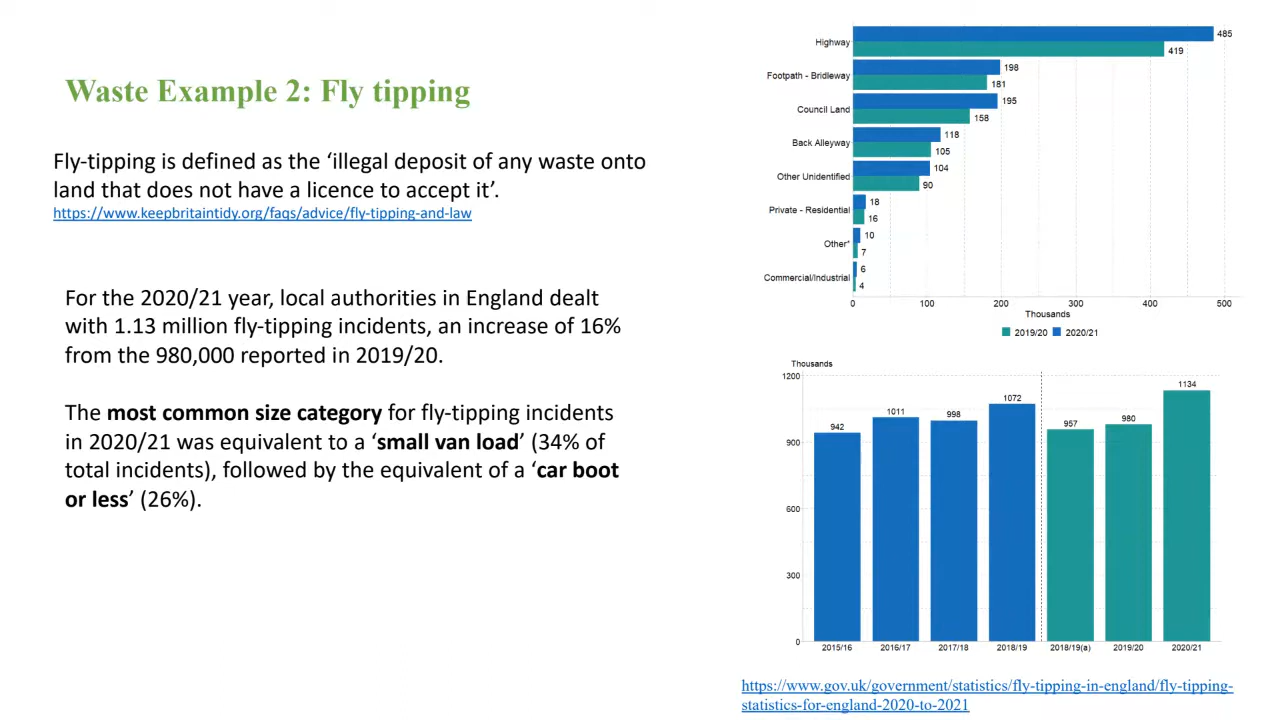 Waste Example 2: Fly tipping
Fly-tipping is defined as the ‘illegal deposit of any waste onto
land that does not have a licence to accept it’.
https://www.keepbritaintidy.org/faqs/advice/fly-tipping-and-law
For the 2020/21 year, local authorities in England dealt
with 1.13 million fly-tipping incidents, an increase of 16%
from the 980,000 reported in 2019/20.
The most common size category for fly-tipping incidents
in 2020/21 was equivalent to a ‘small van load’ (34% of
total incidents), followed by the equivalent of a ‘car boot
or less’ (26%).
Highway 485
419
Footpath - Bridleway 198
181
Council Land 195
158
Back Alleyway 118
105
Other Unidentified 104
90
Private - Residential 18
16
Other* 10
7
Commercial/Industrial 6
4
0 100 200 300 400 500
Thousands
2019/20 2020/21
Thousands
1200
900
600
300
0
942 1011 998 1072 957 980 1134
2015/16 2016/17 2017/18 2018/19 2018/19(a) 2019/20 2020/21
https://www.gov.uk/government/statistics/fly-tipping-in-england/fly-tipping-
statistics-for-england-2020-to-2021